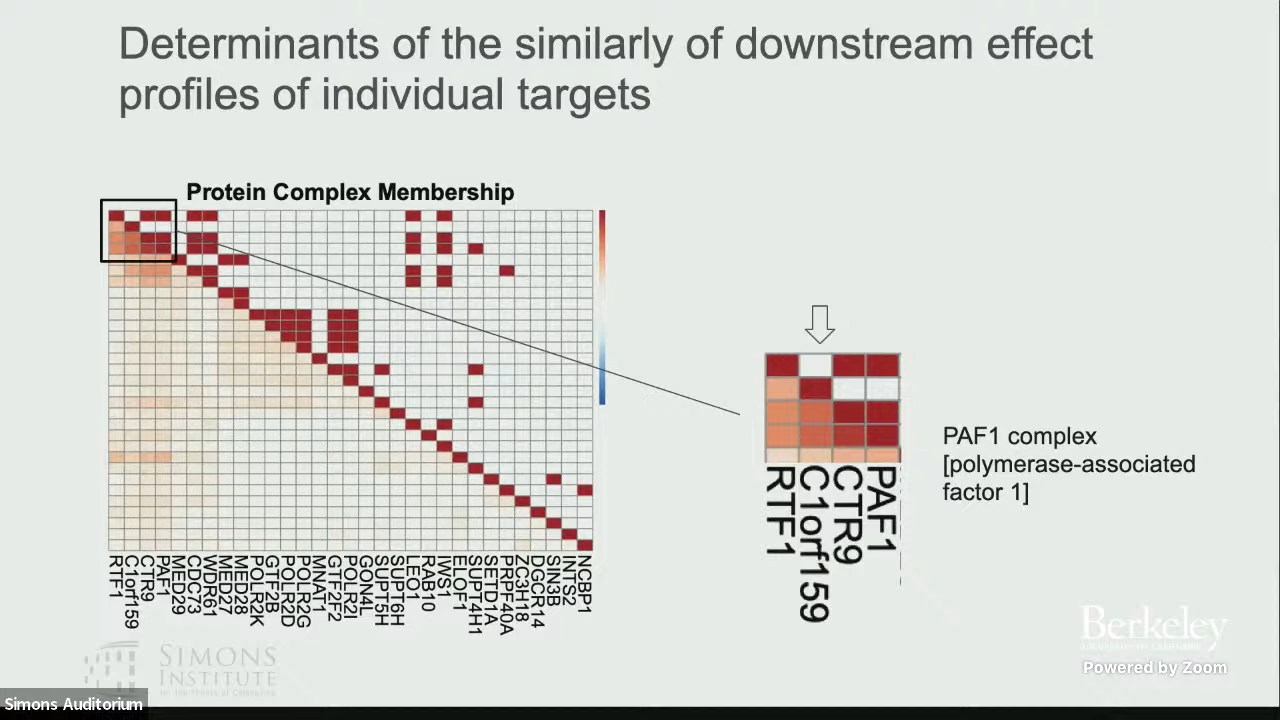 Determinants of the similarly of downstream effect
profiles of individual targets
Protein Complex Membership
RTF1
C1orf159
CTR9
PAF1
MED29
CDC73
WDR61
MED27
MED28
POLR2K
GTF2B
POLR2D
POLR2G
MNAT1
GTF2F2
POLR2I
GON4L
SUPT5H
SUPT6H
LEO1
RAB10
IWS1
ELOF1
SUPT4H1
SETD1A
PRPF40A
ZC3H18
DGCR14
SIN3B
INTS2
NCBP1
RTF1
C1orf159
CTR9
PAF1
PAF1 complex
[polymerase-associated
factor 1]
SIMONS
INSTITUTE
Berkeley
Powered by Zoom
Simons Auditorium